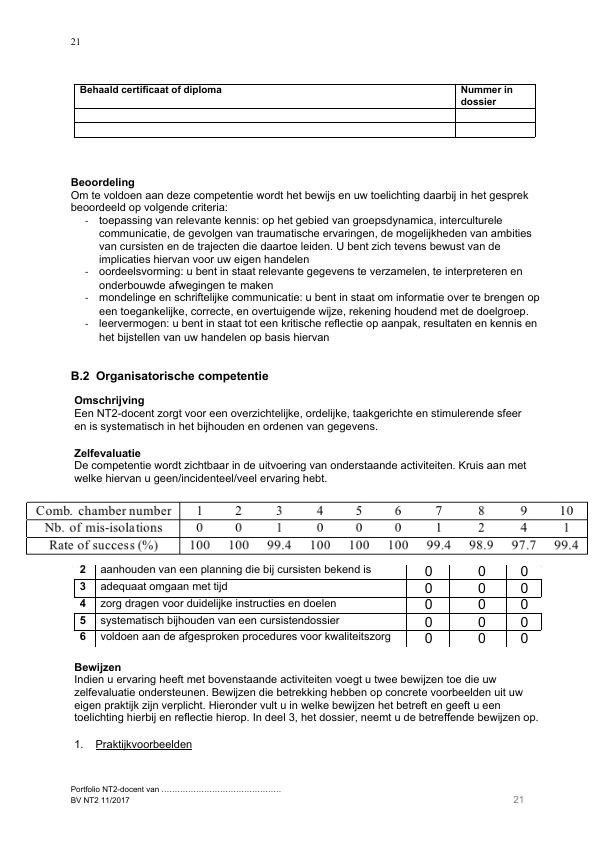 21
Behaald certificaat of diploma Nummer in
dossier
Beoordeling
Om te voldoen aan deze competentie wordt het bewijs en uw toelichting daarbij in het gesprek
beoordeeld op volgende criteria:
- toepassing van relevante kennis: op het gebied van groepsdynamica, interculturele
communicatie, de gevolgen van traumatische ervaringen, de mogelijkheden van ambities
van cursisten en de trajecten die daartoe leiden. U bent zich tevens bewust van de
implicaties hiervan voor uw eigen handelen
- oordeelsvorming: u bent in staat relevante gegevens te verzamelen, te interpreteren en
onderbouwde afwegingen te maken
- mondelinge en schriftelijke communicatie: u bent in staat om informatie over te brengen op
een toegankelijke, correcte, en overtuigende wijze, rekening houdend met de doelgroep.
- leervermogen: u bent in staat tot een kritische reflectie op aanpak, resultaten en kennis en
het bijstellen van uw handelen op basis hiervan
B.2 Organisatorische competentie
Omschrijving
Een NT2-docent zorgt voor een overzichtelijke, ordelijke, taakgerichte en stimulerende sfeer
en is systematisch in het bijhouden en ordenen van gegevens.
Zelfevaluatie
De competentie wordt zichtbaar in de uitvoering van onderstaande activiteiten. Kruis aan met
welke hiervan u geen/incidenteel/veel ervaring hebt.
Comb. chamber number 1 2 3 4 5 6 7 8 9 10
Nb. of mis-isolations 0 0 1 0 0 0 1 2 4 1
Rate of success (%) 100 100 99.4 100 100 100 99.4 98.9 97.7 99.4
2 aanhouden van een planning die bij cursisten bekend is 0 0 0
3 adequaat omgaan met tijd 0 0 0
4 zorg dragen voor duidelijke instructies en doelen 0 0 0
5 systematisch bijhouden van een cursistendossier 0 0 0
6 voldoen aan de afgesproken procedures voor kwaliteitszorg 0 0 0
Bewijzen
Indien u ervaring heeft met bovenstaande activiteiten voegt u twee bewijzen toe die uw
zelfevaluatie ondersteunen. Bewijzen die betrekking hebben op concrete voorbeelden uit uw
eigen praktijk zijn verplicht. Hieronder vult u in welke bewijzen het betreft en geeft u een
toelichting hierbij en reflectie hierop. In deel 3, het dossier, neemt u de betreffende bewijzen op.
1. Praktijkvoorbeelden
Portfolio NT2-docent van ...............................................
BV NT2 11/2017 21